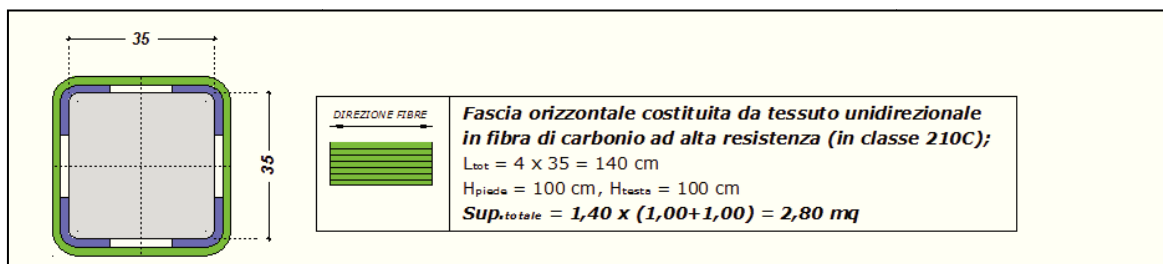 35
35
DIREZIONE FIBRE
Fascia orizzontale costituita da tessuto unidirezionale
in fibra di carbonio ad alta resistenza (in classe 210C);
Ltot = 4 x 35 = 140 cm
Hpiede = 100 cm, Htesta = 100 cm
Sup.totale = 1,40 x (1,00+1,00) = 2,80 mq